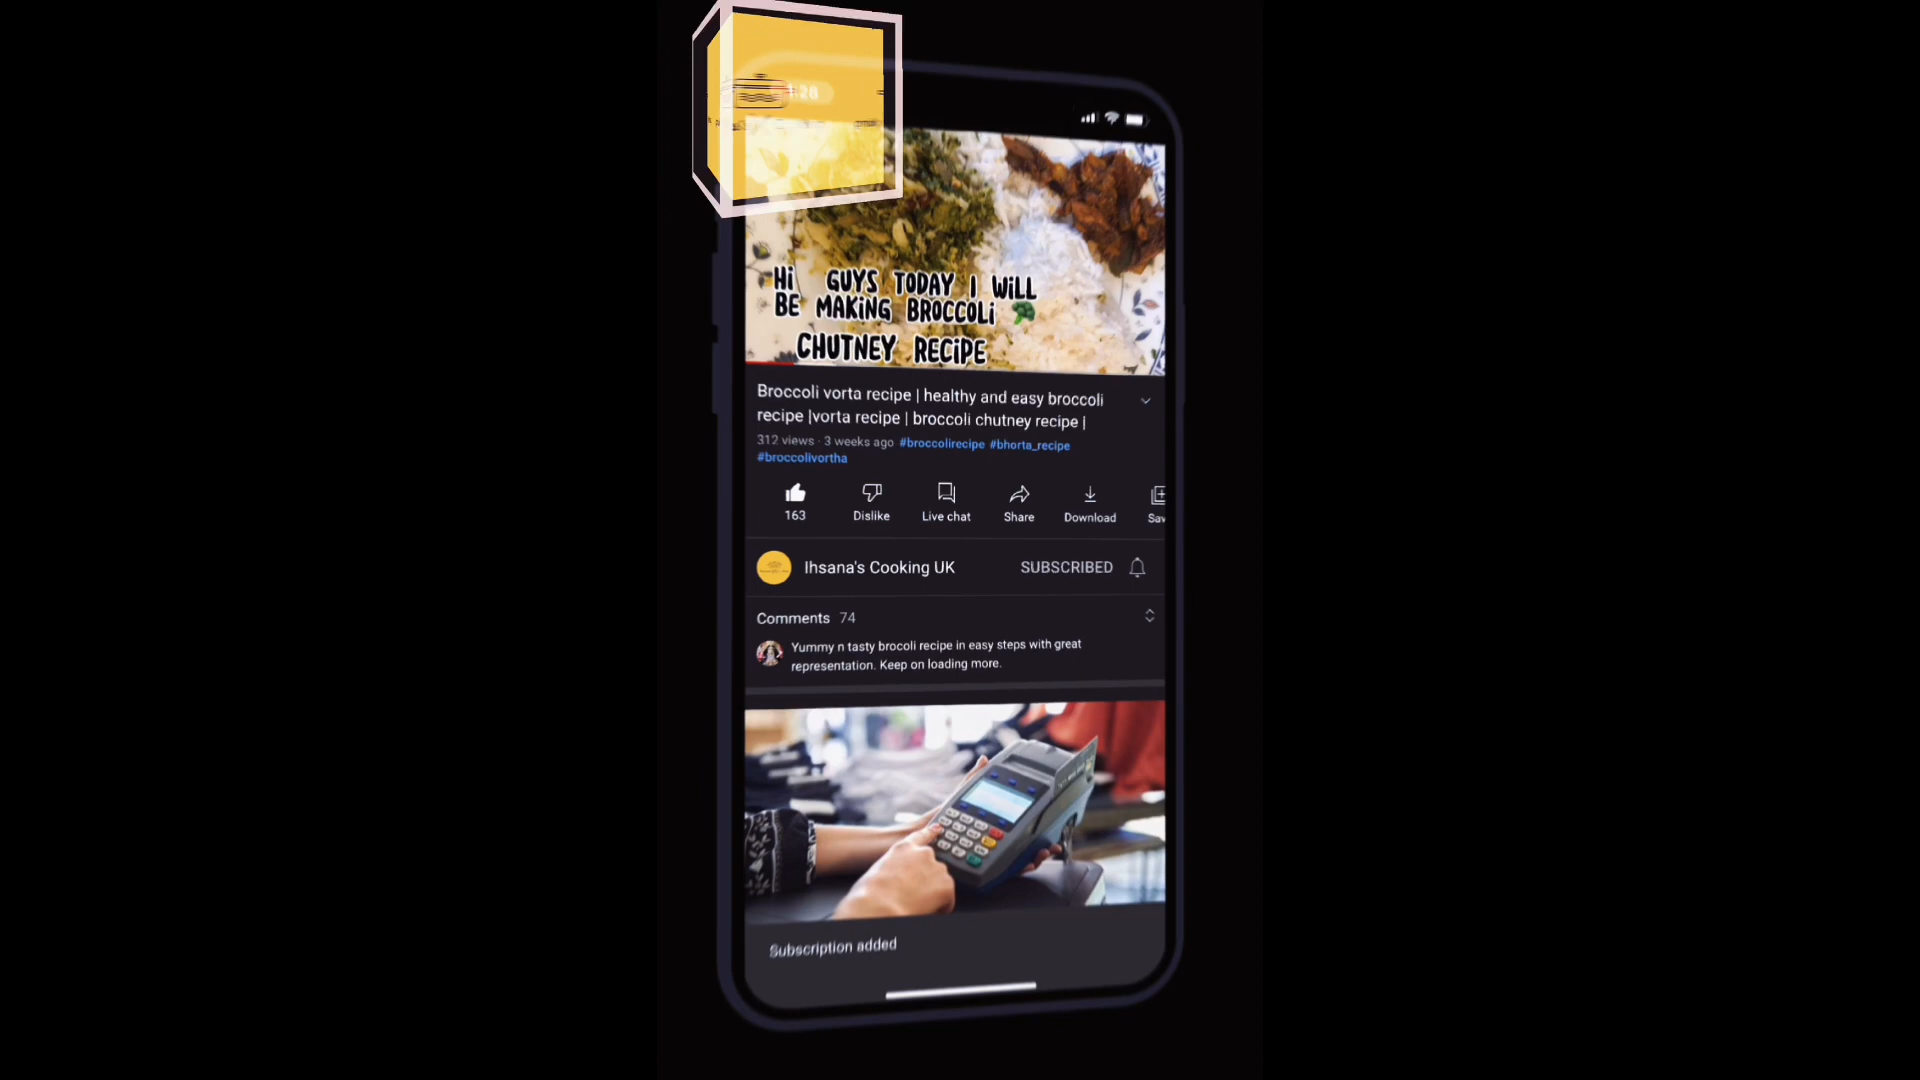 1:28
Hi GUYS TODAY I WiLL
BE MAKiNG BROCCOLi 🥦
CHUTNEY RECiPE
Broccoli vorta recipe | healthy and easy broccoli
recipe |vorta recipe | broccoli chutney recipe |
312 views · 3 weeks ago #broccolirecipe #bhorta_recipe
#broccolivortha
163 Dislike Live chat Share Download Sav
Ihsana's Cooking UK SUBSCRIBED
Comments 74
Yummy n tasty brocoli recipe in easy steps with great
representation. Keep on loading more.
Subscription added